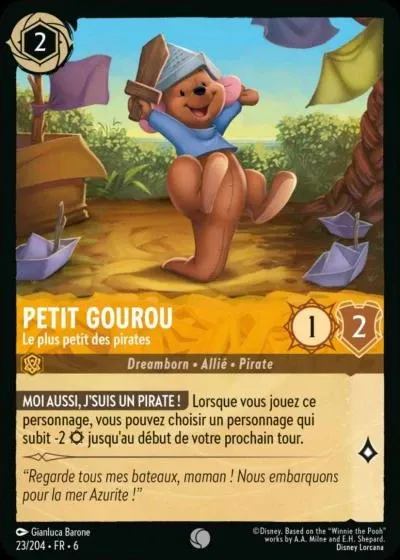 2
PETIT GOUROU
Le plus petit des pirates
1
2
Dreamborn • Allié • Pirate
MOI AUSSI, J'SUIS UN PIRATE ! Lorsque vous jouez ce
personnage, vous pouvez choisir un personnage qui
subit -2 jusqu'au début de votre prochain tour.
“Regarde tous mes bateaux, maman ! Nous embarquons
pour la mer Azurite !”
Gianluca Barone
23/204 • FR • 6
©Disney. Based on the “Winnie the Pooh”
works by A.A. Milne and E.H. Shepard.
Disney Lorcana